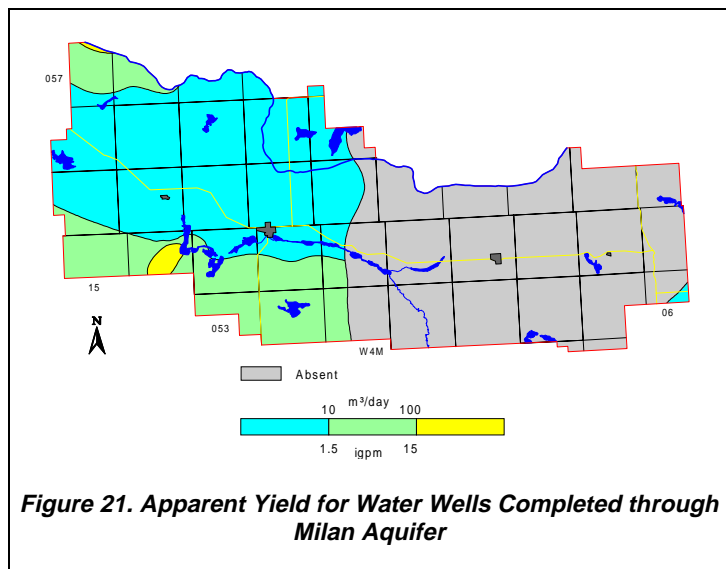 057
15
053
N
W4M
06
Absent
m³/day
10 100
1.5 15
igpm
Figure 21. Apparent Yield for Water Wells Completed through
Milan Aquifer